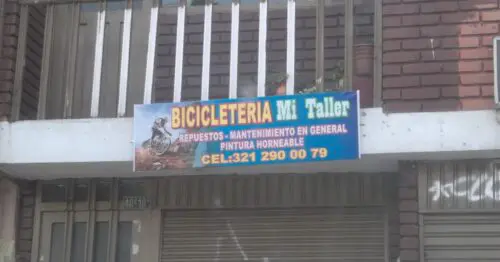 BICICLETERIA Mi Taller
REPUESTOS - MANTENIMIENTO EN GENERAL
PINTURA HORNEABLE
CEL:321 290 00 79